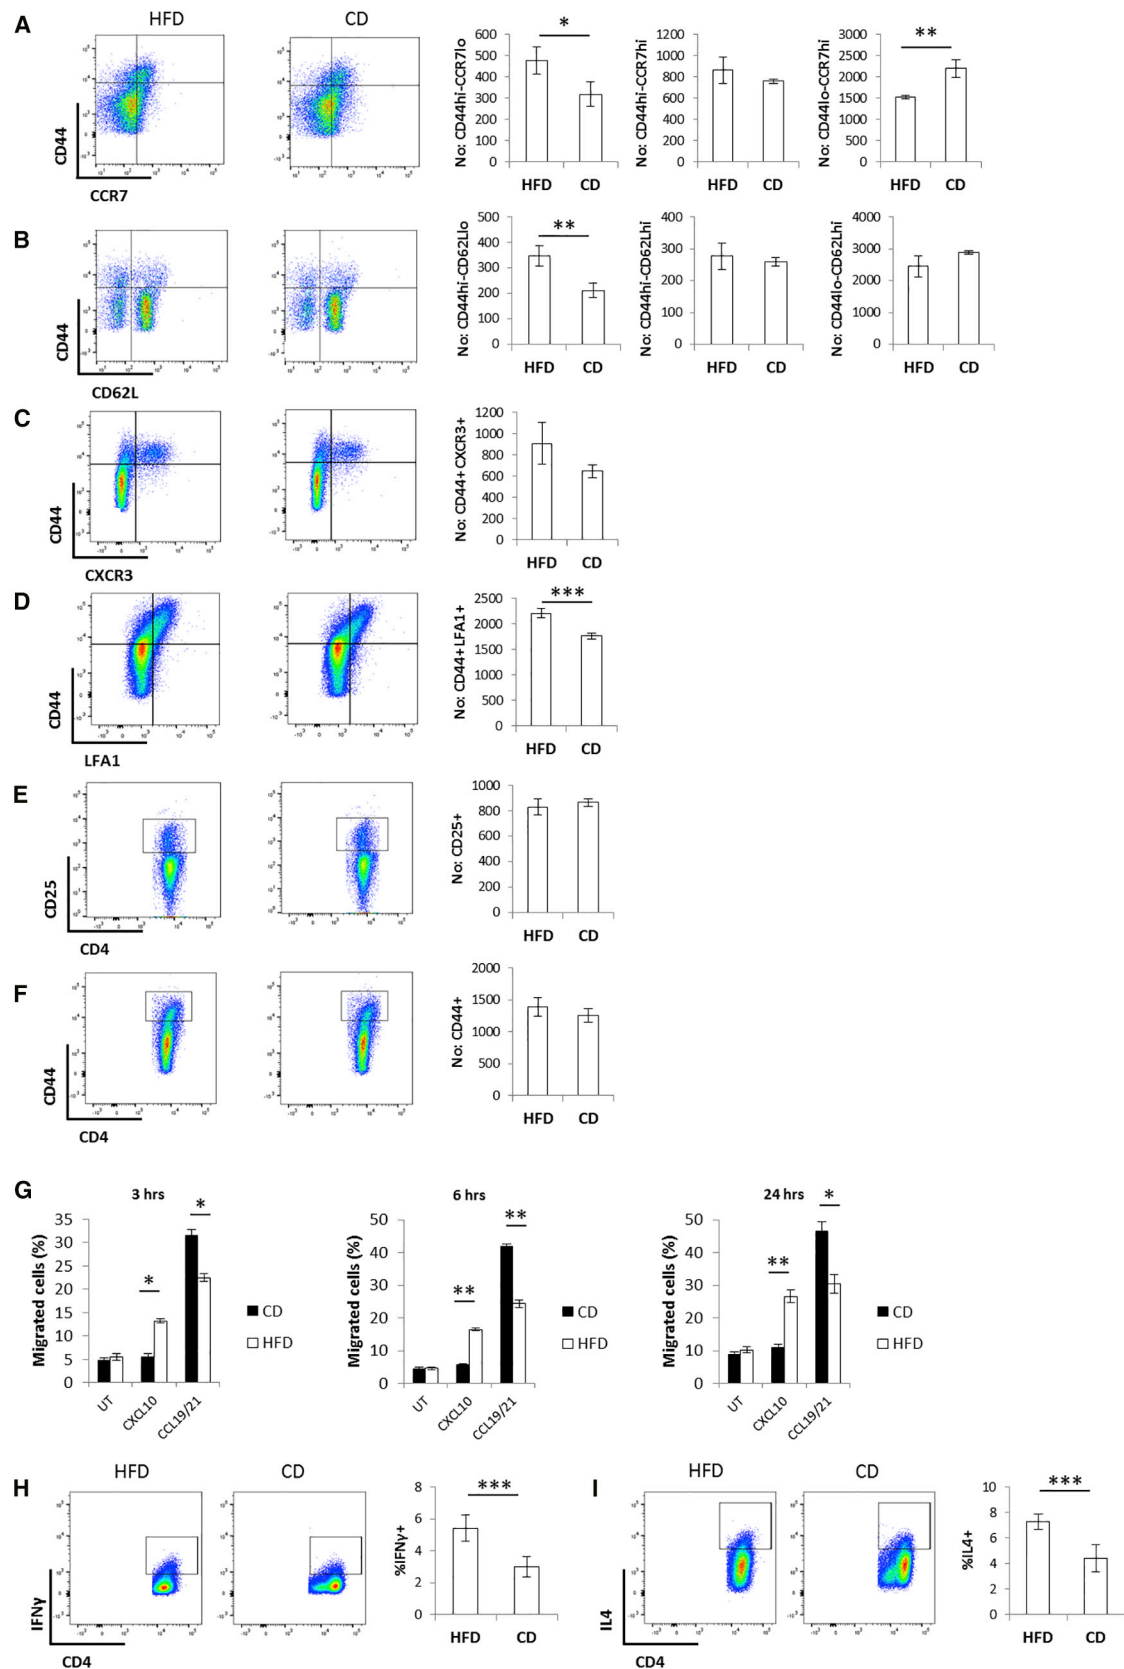 A
HFD
CD
CD44
CCR7
No: CD44hi-CCR7lo
600
500
400
300
200
100
0
*
HFD CD
No: CD44hi-CCR7hi
1200
1000
800
600
400
200
0
HFD CD
No: CD44lo-CCR7hi
3000
2500
2000
1500
1000
500
0
**
HFD CD
B
CD44
CD62L
No: CD44hi-CD62Llo
500
400
300
200
100
0
**
HFD CD
No: CD44hi-CD62Lhi
400
300
200
100
0
HFD CD
No: CD44lo-CD62Lhi
4000
3000
2000
1000
0
HFD CD
C
CD44
CXCR3
No: CD44+CXCR3+
1200
1000
800
600
400
200
0
HFD CD
D
CD44
LFA1
No: CD44+LFA1+
2500
2000
1500
1000
500
0
***
HFD CD
E
CD25
CD4
No: CD25+
1000
800
600
400
200
0
HFD CD
F
CD44
CD4
No: CD44+
2000
1500
1000
500
0
HFD CD
G
3 hrs
Migrated cells (%)
35
30
25
20
15
10
5
0
*
*
UT CXCL10 CCL19/21
CD
HFD
6 hrs
Migrated cells (%)
50
40
30
20
10
0
**
**
UT CXCL10 CCL19/21
CD
HFD
24 hrs
Migrated cells (%)
50
40
30
20
10
0
**
*
UT CXCL10 CCL19/21
CD
HFD
H
HFD
CD
IFNγ
CD4
%IFNγ+
8
6
4
2
0
***
HFD CD
I
HFD
CD
IL4
CD4
%IL4+
10
8
6
4
2
0
***
HFD CD